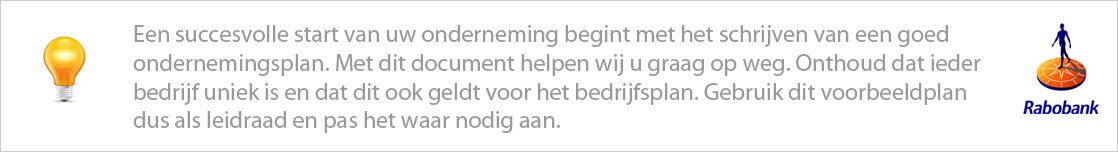 Een succesvolle start van uw onderneming begint met het schrijven van een goed
ondernemingsplan. Met dit document helpen wij u graag op weg. Onthoud dat ieder
bedrijf uniek is en dat dit ook geldt voor het bedrijfsplan. Gebruik dit voorbeeldplan
dus als leidraad en pas het waar nodig aan.
Rabobank